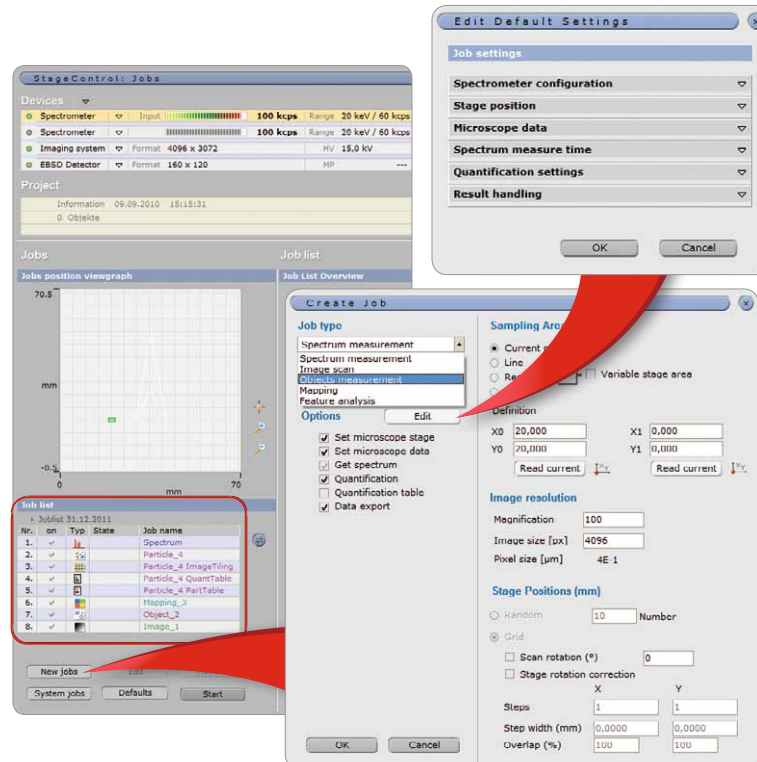 Edit Default Settings
Job settings
Spectrometer configuration
Stage position
Microscope data
Spectrum measure time
Quantification settings
Result handling
OK Cancel
StageControl: Jobs
Devices
Spectrometer Input 100 kcps Range 20 keV / 60 kcps
Spectrometer 100 kcps Range 20 keV / 60 kcps
Imaging system Format 4096 x 3072 HV 15,0 kV
EBSD Detector Format 160 x 120 MP ---
Project
Information 09.09.2010 15:15:31
0 Objekte
Jobs
Jobs position viewgraph
70.5
mm
-0.5
0 mm 70
Job list
Job List Overview
Job list
Joblist 31.12.2011
Nr. on Typ State Job name
1. Spectrum
2. Particle_4
3. Particle_4 ImageTiling
4. Particle_4 QuantTable
5. Particle_4 PartTable
6. Mapping_3
7. Object_2
8. Image_1
New jobs Edit
System jobs Defaults Start
Create Job
Job type
Spectrum measurement
Spectrum measurement
Image scan
Objects measurement
Mapping
Feature analysis
Options Edit
Set microscope stage
Set microscope data
Get spectrum
Quantification
Quantification table
Data export
OK Cancel
Sampling Area
Current
Line
Variable stage area
Definition
X0 20,000 X1 0,000
Y0 20,000 Y1 0,000
Read current XY Read current XY
Image resolution
Magnification 100
Image size [px] 4096
Pixel size [µm] 4E-1
Stage Positions (mm)
Random 10 Number
Grid
Scan rotation (°) 0
Stage rotation correction
X Y
Steps 1 1
Step width (mm) 0,0000 0,0000
Overlap (%) 100 100